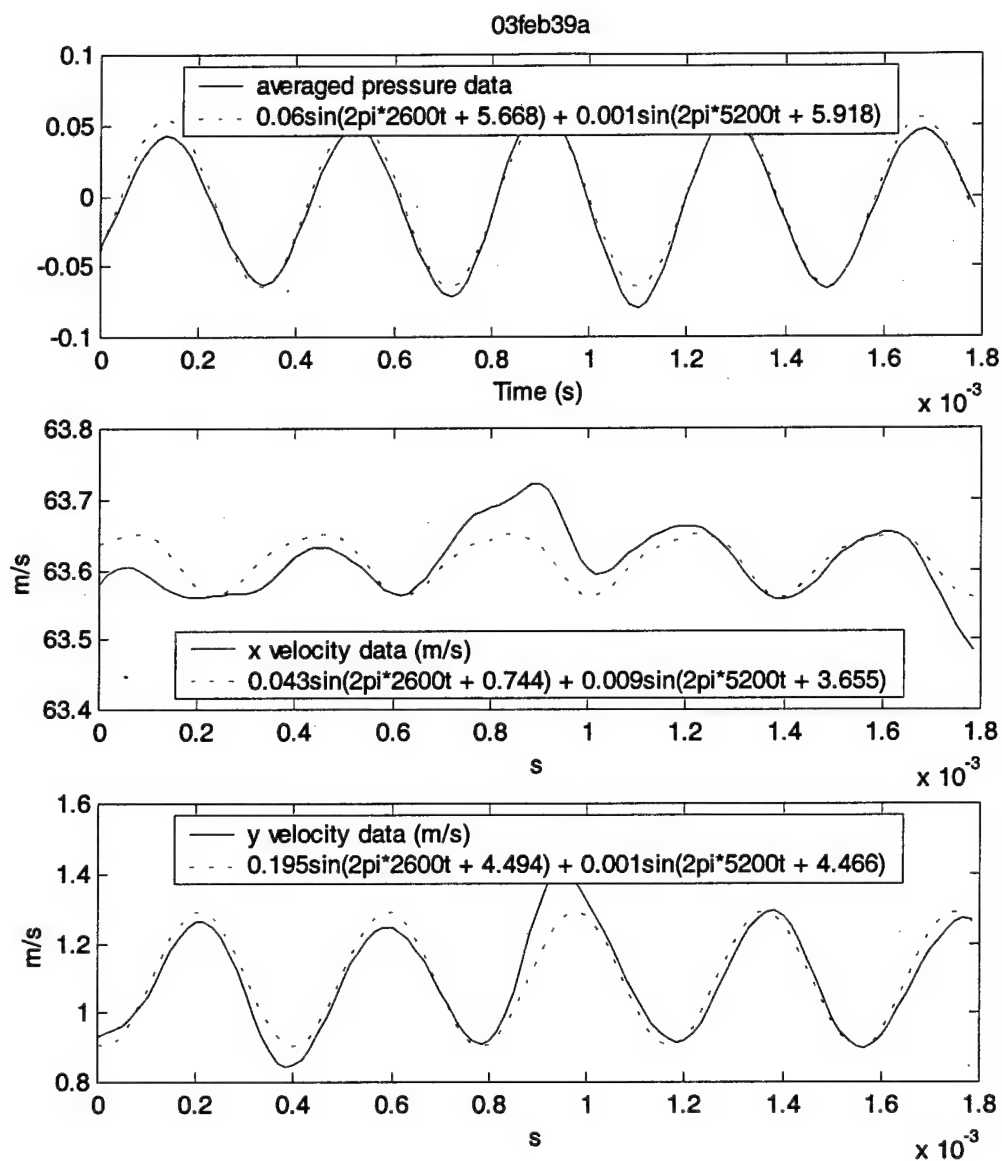 03feb39a
0.1
averaged pressure data
0.06sin(2pi*2600t + 5.668) + 0.001sin(2pi*5200t + 5.918)
0.05
0
-0.05
-0.1
0 0.2 0.4 0.6 0.8 1 1.2 1.4 1.6 1.8
Time (s)
x 10^-3
63.8
63.7
63.6
63.5
63.4
m/s
x velocity data (m/s)
0.043sin(2pi*2600t + 0.744) + 0.009sin(2pi*5200t + 3.655)
0 0.2 0.4 0.6 0.8 1 1.2 1.4 1.6 1.8
s
x 10^-3
1.6
y velocity data (m/s)
0.195sin(2pi*2600t + 4.494) + 0.001sin(2pi*5200t + 4.466)
1.4
1.2
1
0.8
m/s
0 0.2 0.4 0.6 0.8 1 1.2 1.4 1.6 1.8
s
x 10^-3